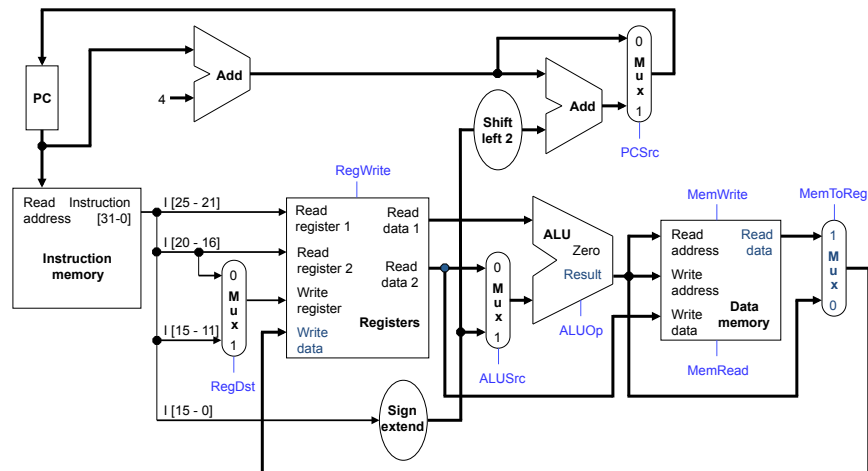 0
M
u
x
1
PCSrc
Add
4
PC
Add
Shift
left 2
RegWrite
MemWrite
MemToReg
Read Instruction
address [31-0]
Instruction
memory
I [25 - 21]
I [20 - 16]
I [15 - 11]
I [15 - 0]
0
M
u
x
1
RegDst
Read
register 1
Read
data 1
Read
register 2
Read
data 2
Write
register
Write
data
Registers
Sign
extend
0
M
u
x
1
ALUSrc
ALU
Zero
Result
ALUOp
Read
address
Read
data
Write
address
Write
data
Data
memory
MemRead
1
M
u
x
0